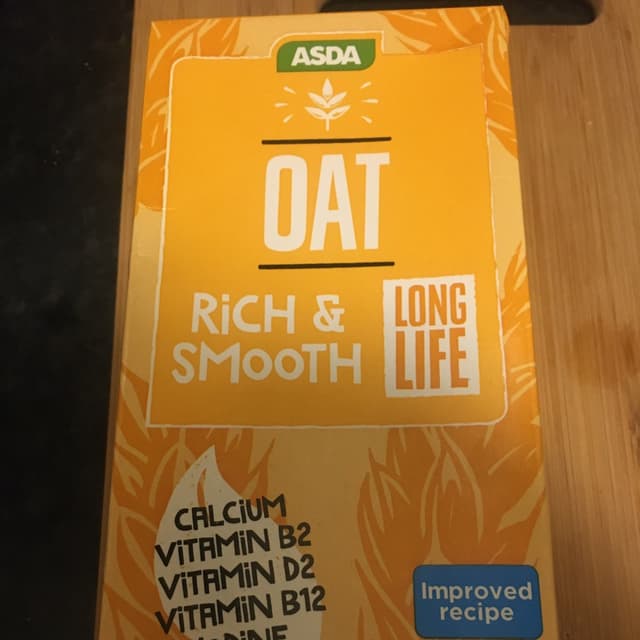 ASDA
OAT
RiCH &
SMOOTH
LONG
LIFE
CALCiUM
ViTAMiN B2
ViTAMiN D2
ViTAMiN B12
Improved
recipe